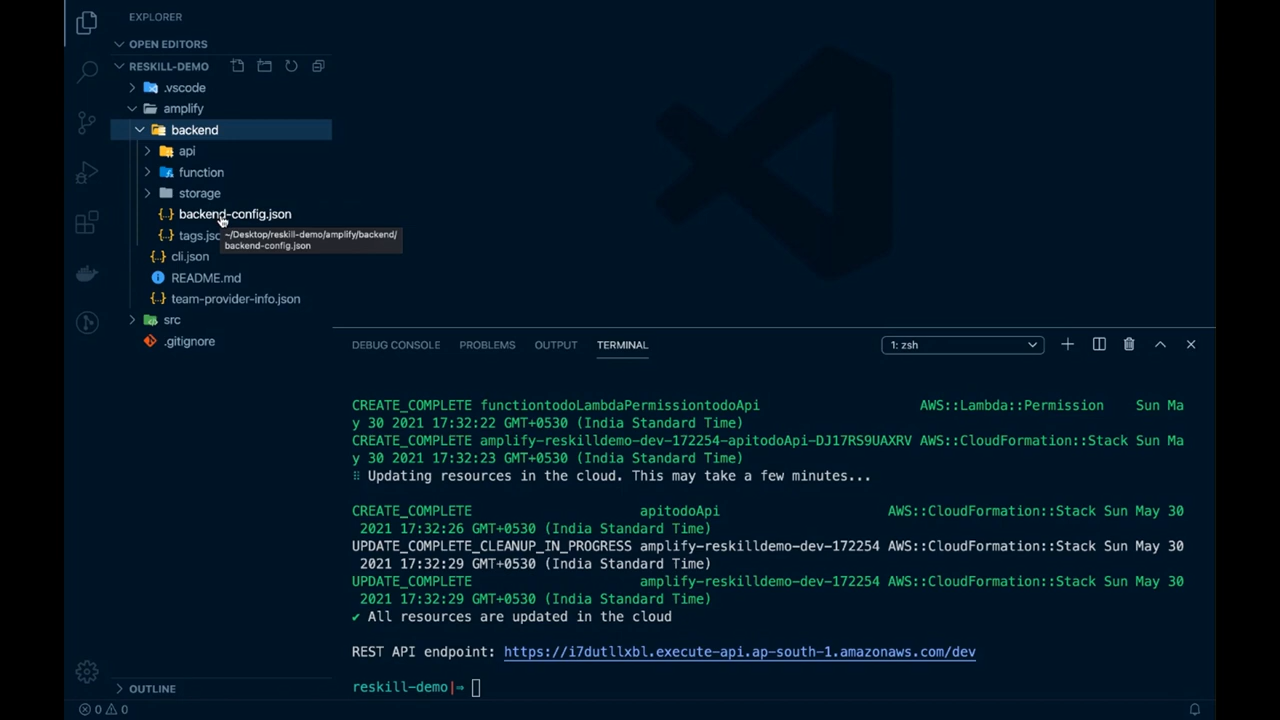 EXPLORER
OPEN EDITORS
RESKILL-DEMO
.vscode
amplify
backend
api
function
storage
backend-config.json
tags.jsc
~/Desktop/reskill-demo/amplify/backend/
backend-config.json
cli.json
README.md
team-provider-info.json
src
.gitignore
OUTLINE
0 0
DEBUG CONSOLE PROBLEMS OUTPUT TERMINAL 1: zsh
CREATE_COMPLETE functiontodoLambdaPermissiontodoApi AWS::Lambda::Permission Sun Ma
y 30 2021 17:32:22 GMT+0530 (India Standard Time)
CREATE_COMPLETE amplify-reskilldemo-dev-172254-apitodoApi-DJ17RS9UAXRV AWS::CloudFormation::Stack Sun Ma
y 30 2021 17:32:23 GMT+0530 (India Standard Time)
⠿ Updating resources in the cloud. This may take a few minutes...
CREATE_COMPLETE apitodoApi AWS::CloudFormation::Stack Sun May 30
2021 17:32:26 GMT+0530 (India Standard Time)
UPDATE_COMPLETE_CLEANUP_IN_PROGRESS amplify-reskilldemo-dev-172254 AWS::CloudFormation::Stack Sun May 30
2021 17:32:29 GMT+0530 (India Standard Time)
UPDATE_COMPLETE amplify-reskilldemo-dev-172254 AWS::CloudFormation::Stack Sun May 30
2021 17:32:29 GMT+0530 (India Standard Time)
✔ All resources are updated in the cloud
REST API endpoint: https://i7dutllxbl.execute-api.ap-south-1.amazonaws.com/dev
reskill-demo|⇒